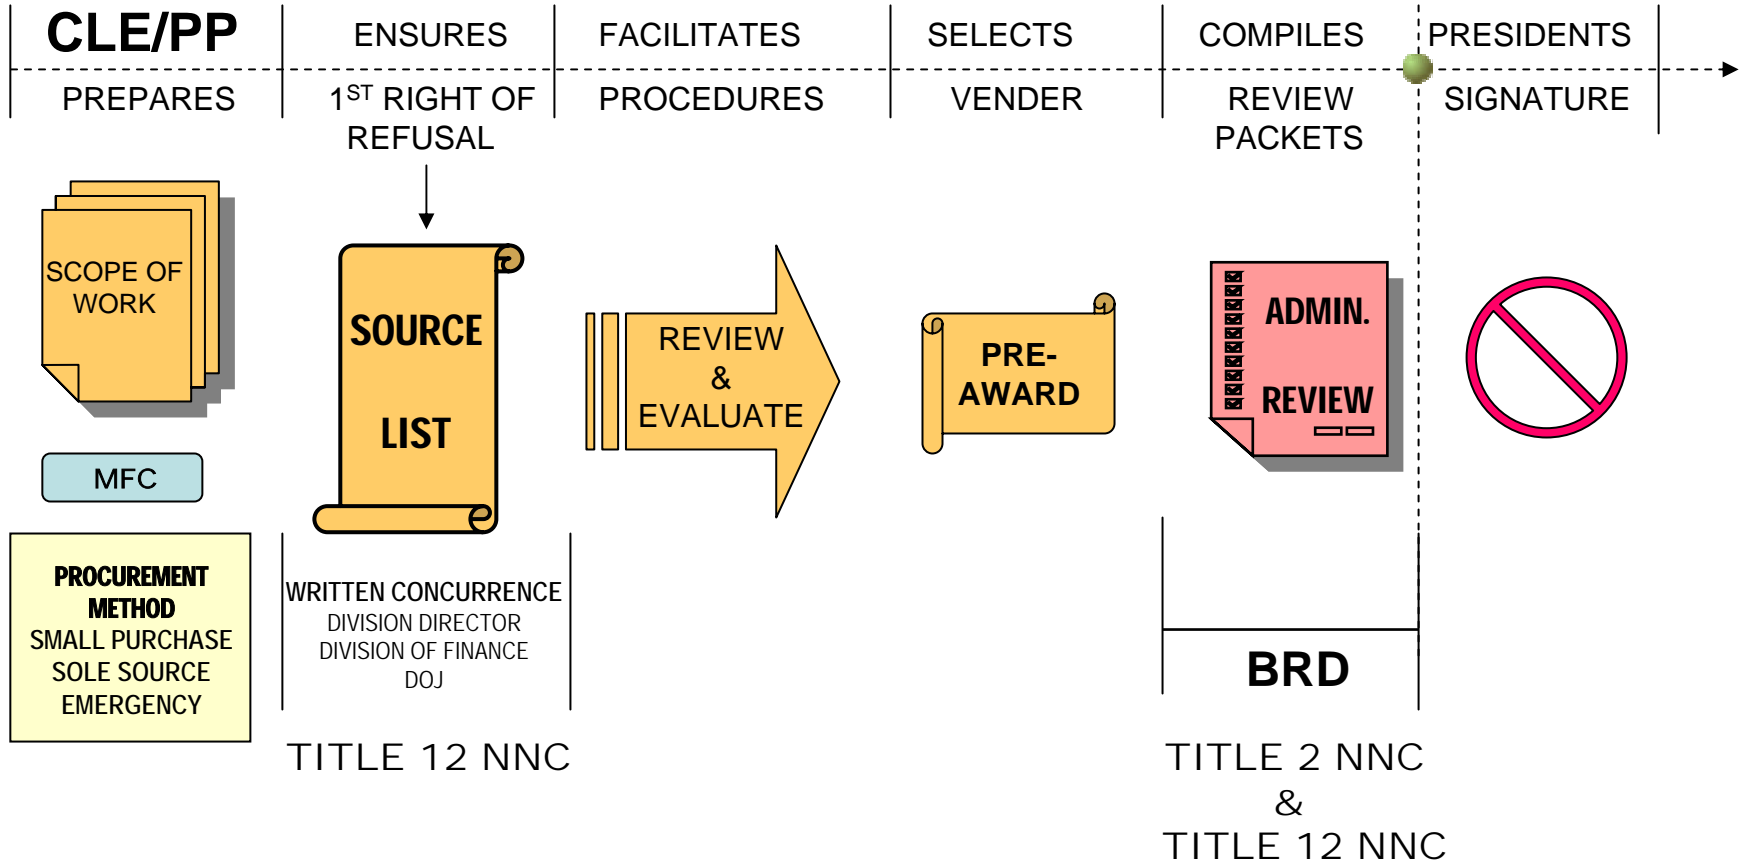 CLE/PP
PREPARES
ENSURES
1ST RIGHT OF
REFUSAL
FACILITATES
PROCEDURES
SELECTS
VENDER
COMPILES
REVIEW
PACKETS
PRESIDENTS
SIGNATURE
SCOPE OF
WORK
MFC
PROCUREMENT
METHOD
SMALL PURCHASE
SOLE SOURCE
EMERGENCY
SOURCE
LIST
WRITTEN CONCURRENCE
DIVISION DIRECTOR
DIVISION OF FINANCE
DOJ
TITLE 12 NNC
REVIEW
&
EVALUATE
PRE-
AWARD
ADMIN.
REVIEW
BRD
TITLE 2 NNC
&
TITLE 12 NNC